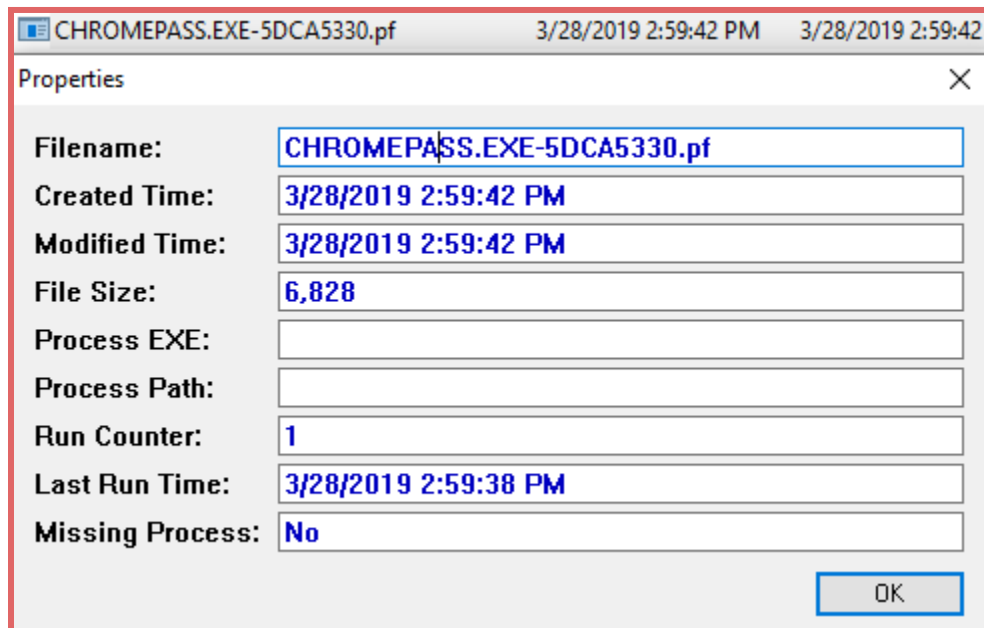 CHROMEPASS.EXE-5DCA5330.pf 3/28/2019 2:59:42 PM 3/28/2019 2:59:42
Properties
Filename: CHROMEPASS.EXE-5DCA5330.pf
Created Time: 3/28/2019 2:59:42 PM
Modified Time: 3/28/2019 2:59:42 PM
File Size: 6,828
Process EXE:
Process Path:
Run Counter: 1
Last Run Time: 3/28/2019 2:59:38 PM
Missing Process: No
OK